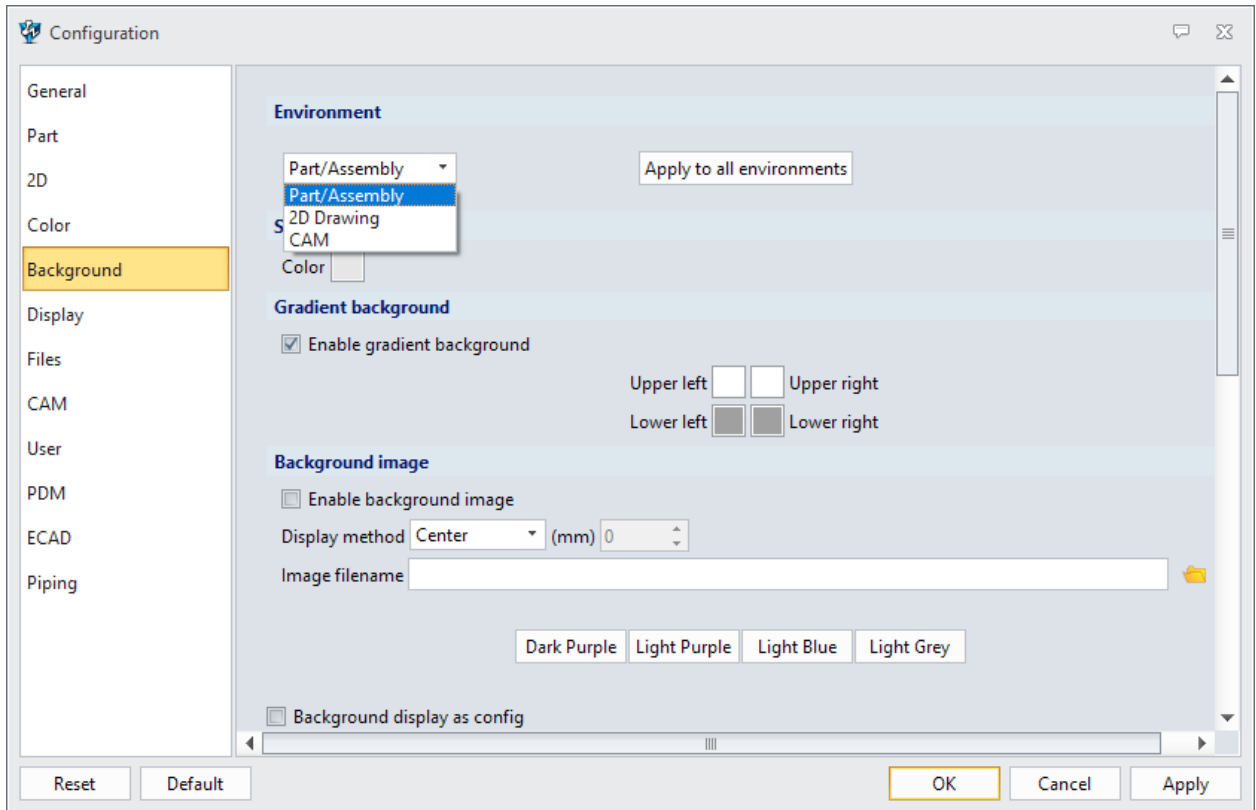 Configuration
General
Part
2D
Color
Background
Display
Files
CAM
User
PDM
ECAD
Piping
Environment
Part/Assembly
Apply to all environments
Part/Assembly
2D Drawing
CAM
Color
Gradient background
Enable gradient background
Upper left Upper right
Lower left Lower right
Background image
Enable background image
Display method Center (mm) 0
Image filename
Dark Purple Light Purple Light Blue Light Grey
Background display as config
Reset Default OK Cancel Apply